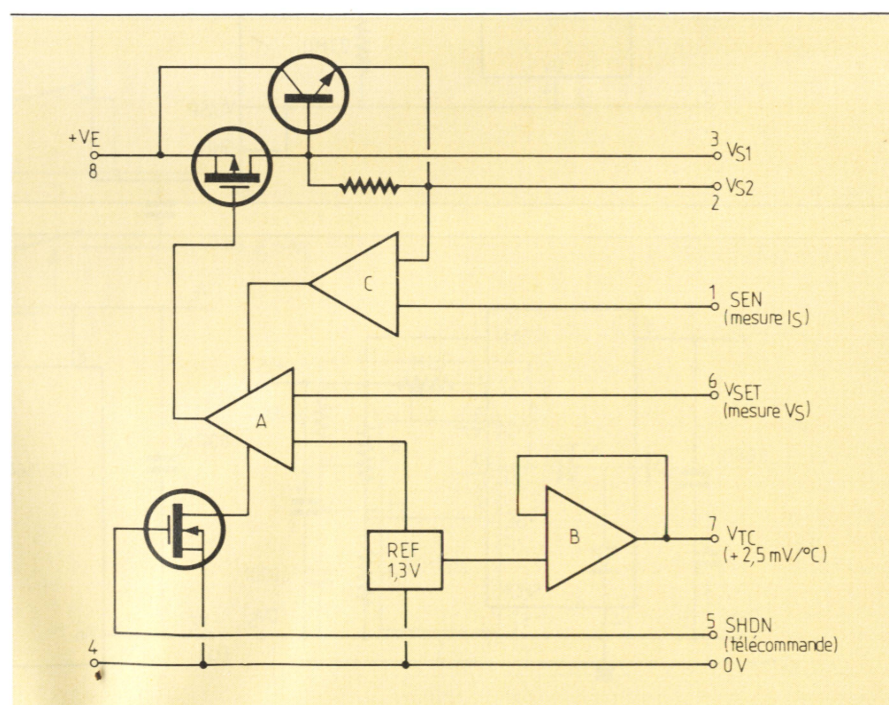 +VE
8
3
VS1
VS2
2
C
1
SEN
(mesure IS)
6
VSET
(mesure VS)
A
B
REF
1,3V
7
VTC
(+2,5 mV/°C)
5
SHDN
(télécommande)
4
0V